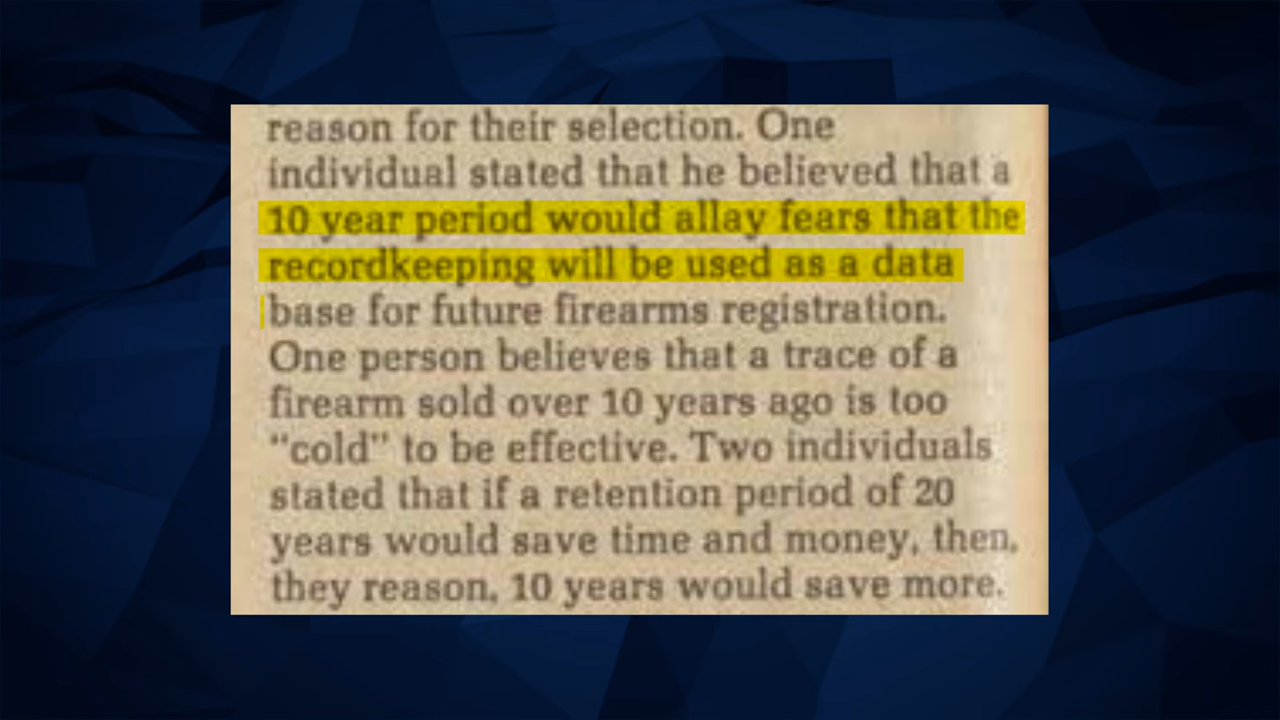 reason for their selection. One
individual stated that he believed that a
10 year period would allay fears that the
recordkeeping will be used as a data
base for future firearms registration.
One person believes that a trace of a
firearm sold over 10 years ago is too
“cold” to be effective. Two individuals
stated that if a retention period of 20
years would save time and money, then,
they reason, 10 years would save more.